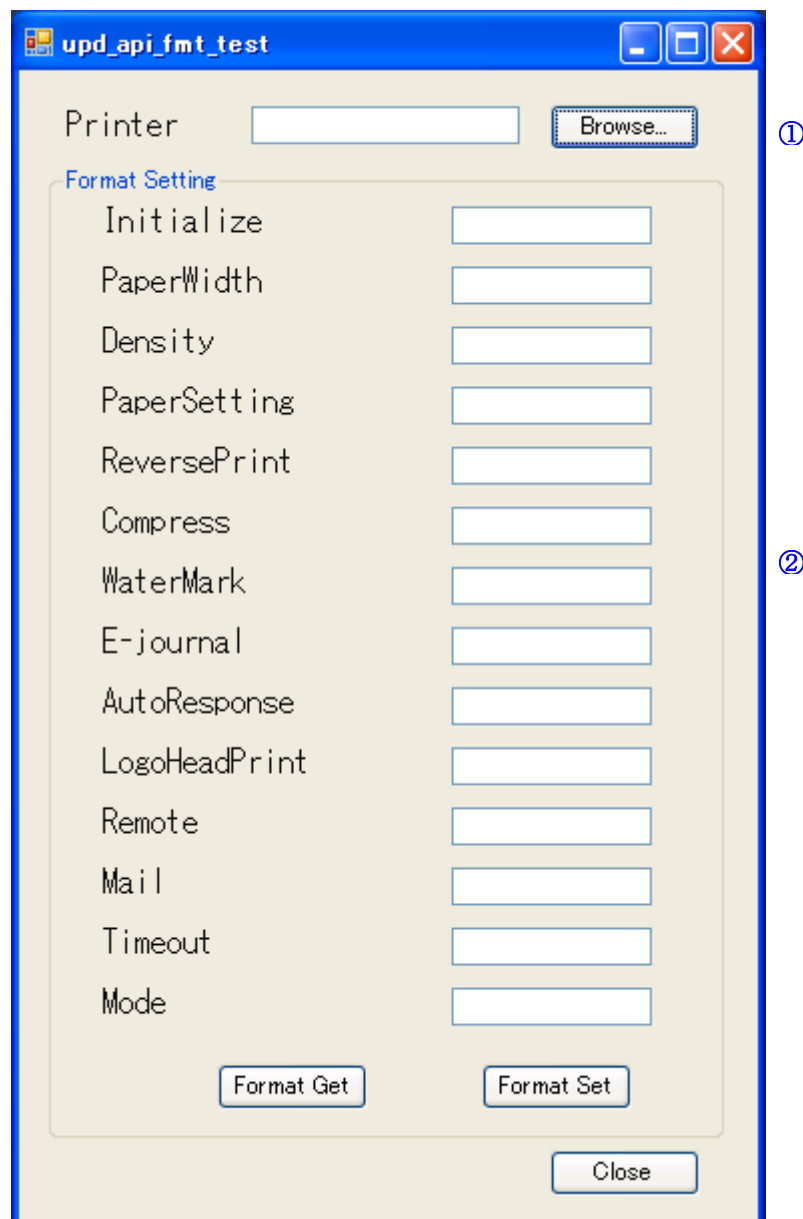 upd_api_fmt_test
Printer Browse... ①
Format Setting
Initialize
PaperWidth
Density
PaperSetting
ReversePrint
Compress
②
WaterMark
E-journal
AutoResponse
LogoHeadPrint
Remote
Mail
Timeout
Mode
Format Get Format Set
Close